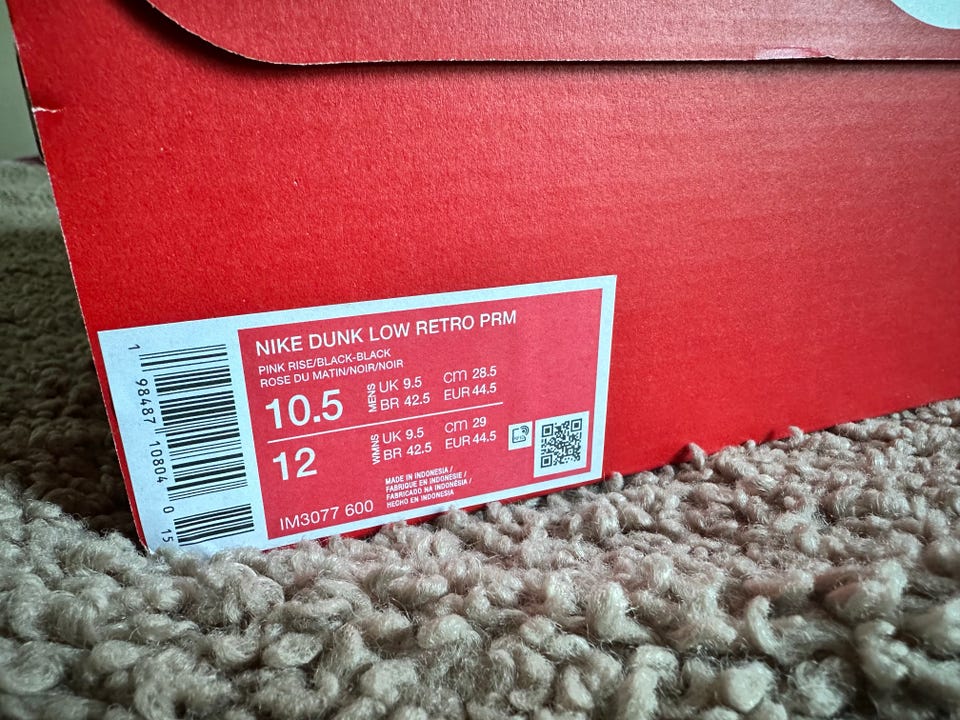 1 98487 10804 0 15
NIKE DUNK LOW RETRO PRM
PINK RISE/BLACK-BLACK
ROSE DU MATIN/NOIR/NOIR
10.5 MENS UK 9.5 cm 28.5
BR 42.5 EUR 44.5
12 WMNS UK 9.5 cm 29
BR 42.5 EUR 44.5
MADE IN INDONESIA /
FABRIQUE EN INDONESIE /
FABRICADO NA INDONÉSIA /
HECHO EN INDONESIA
IM3077 600